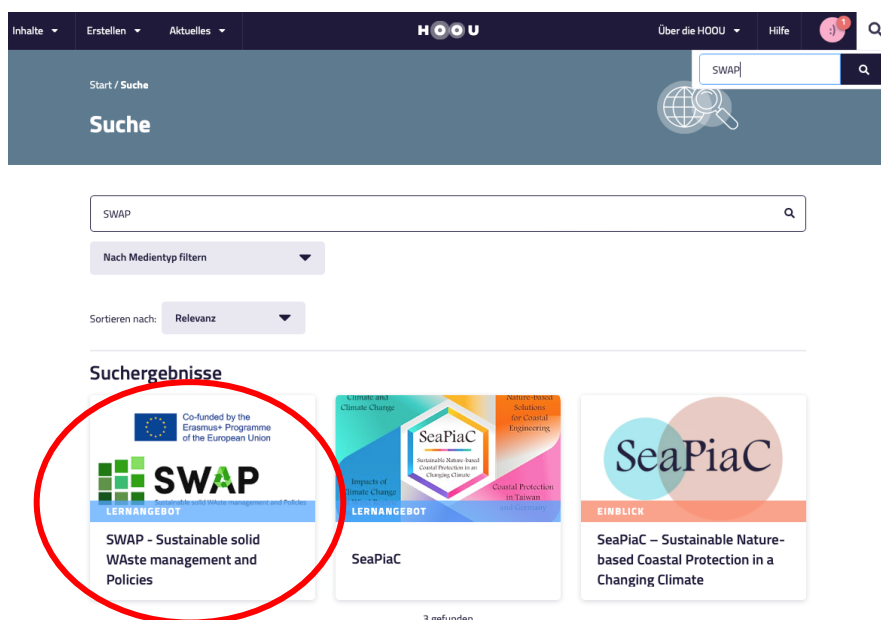 Inhalte
Erstellen
Aktuelles
HOOU
Über die HOOU
Hilfe
:)
1
SWAP
Start / Suche
Suche
SWAP
Nach Medientyp filtern
Sortieren nach:
Relevanz
Suchergebnisse
Co-funded by the
Erasmus+ Programme
of the European Union
SWAP
Sustainable solid Waste management and Policies
LERNANGEBOT
SWAP - Sustainable solid
WAste management and
Policies
Climate and
Climate Change
Nature-based
Solutions
for Coastal
Engineering
SeaPiaC
Sustainable Nature-based
Coastal Protection in a
Changing Climate
Impacts of
Climate Change
Coastal Protection
in Taiwan
and Germany
LERNANGEBOT
SeaPiaC
SeaPiaC
EINBLICK
SeaPiaC – Sustainable Nature-
based Coastal Protection in a
Changing Climate
3 gefunden